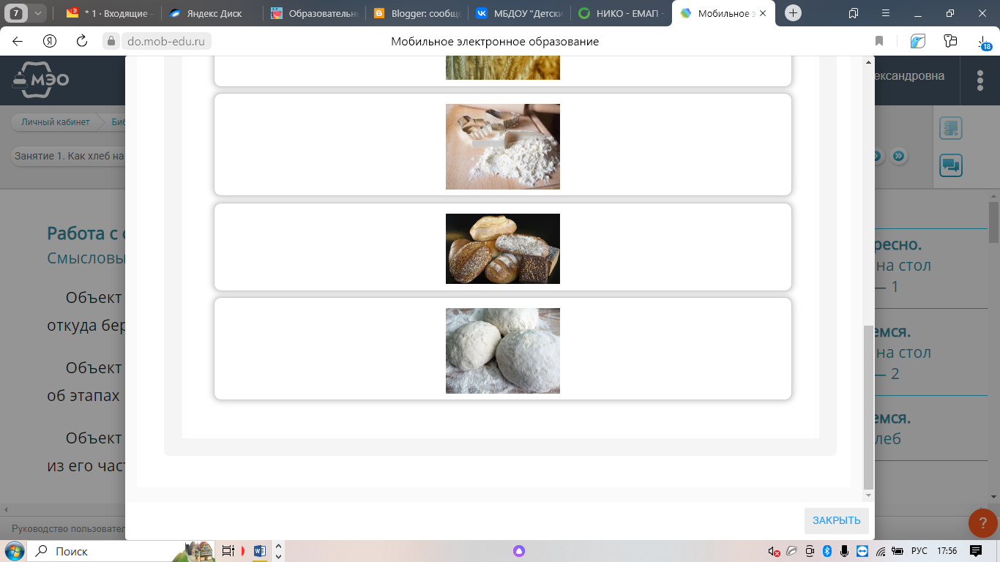 7
* 1 · Входящие –
Яндекс Диск
Образовательн
Blogger: сообще
МБДОУ "Детски
НИКО - ЕМАП -
Мобильное э
do.mob-edu.ru
Мобильное электронное образование
18
МЭО
ександровна
Личный кабинет
Биб
Занятие 1. Как хлеб на
Работа с
Смысловы
Объект
откуда бер
Объект
об этапах
Объект
из его част
ресно.
на стол
— 1
емся.
на стол
— 2
емся.
леб
ЗАКРЫТЬ
Руководство пользовател
?
Поиск
РУС
17:56